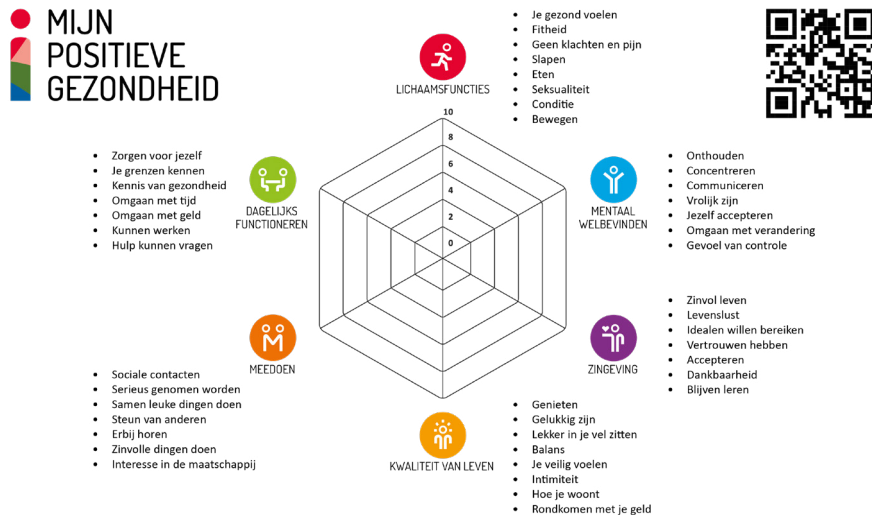 MIJN
POSITIEVE
GEZONDHEID
• Je gezond voelen
• Fitheid
• Geen klachten en pijn
• Slapen
• Eten
• Seksualiteit
• Conditie
• Bewegen
LICHAAMSFUNCTIES
10
8
6
4
2
0
• Zorgen voor jezelf
• Je grenzen kennen
• Kennis van gezondheid
• Omgaan met tijd
• Omgaan met geld
• Kunnen werken
• Hulp kunnen vragen
DAGELIJKS
FUNCTIONEREN
MENTAAL
WELBEVINDEN
• Onthouden
• Concentreren
• Communiceren
• Vrolijk zijn
• Jezelf accepteren
• Omgaan met verandering
• Gevoel van controle
MEEDOEN
• Sociale contacten
• Serieus genomen worden
• Samen leuke dingen doen
• Steun van anderen
• Erbij horen
• Zinvolle dingen doen
• Interesse in de maatschappij
ZINGEVING
• Zinvol leven
• Levenslust
• Idealen willen bereiken
• Vertrouwen hebben
• Accepteren
• Dankbaarheid
• Blijven leren
KWALITEIT VAN LEVEN
• Genieten
• Gelukkig zijn
• Lekker in je vel zitten
• Balans
• Je veilig voelen
• Intimiteit
• Hoe je woont
• Rondkomen met je geld